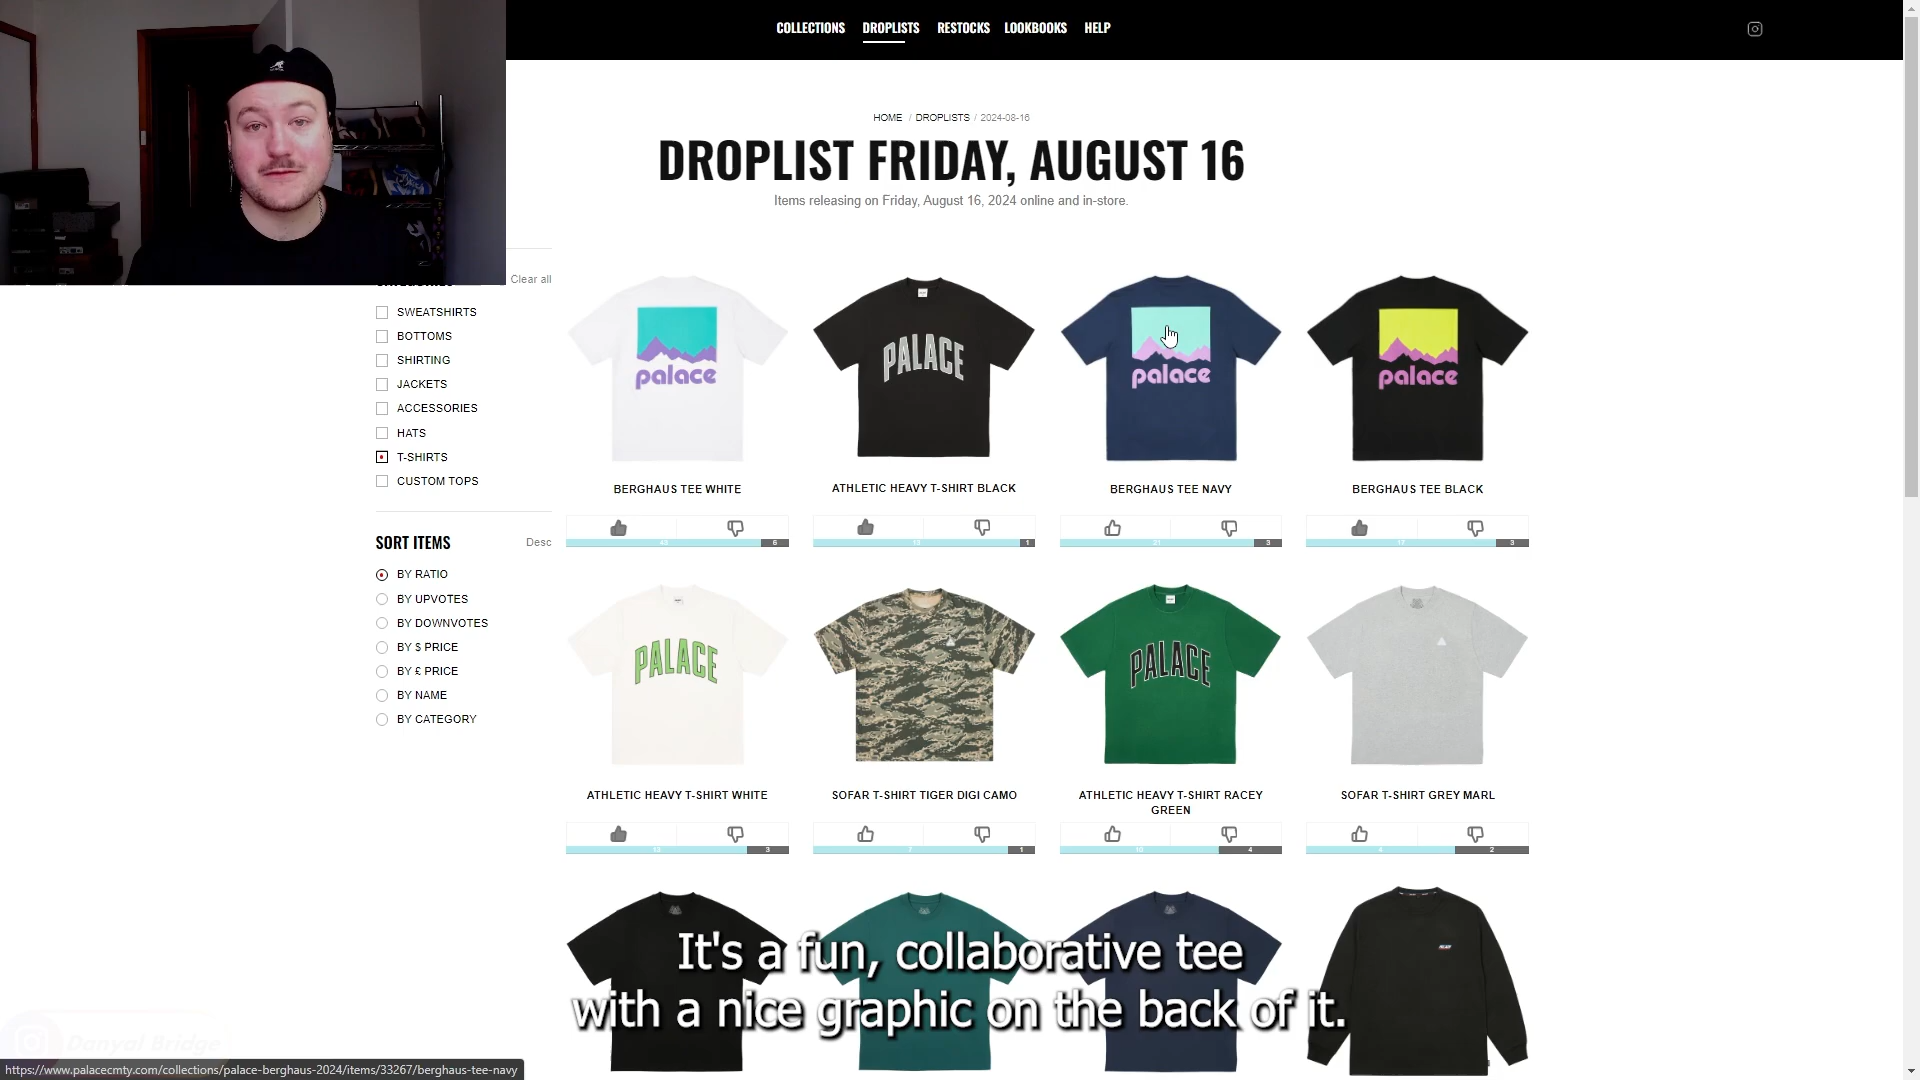 COLLECTIONS DROPLISTS RESTOCKS LOOKBOOKS HELP
HOME / DROPLISTS / 2024-08-16
DROPLIST FRIDAY, AUGUST 16
Items releasing on Friday, August 16, 2024 online and in-store.
Clear all
SWEATSHIRTS
BOTTOMS
SHIRTING
JACKETS
ACCESSORIES
HATS
T-SHIRTS
CUSTOM TOPS
SORT ITEMS Desc
BY RATIO
BY UPVOTES
BY DOWNVOTES
BY $ PRICE
BY £ PRICE
BY NAME
BY CATEGORY
palace
PALACE
palace
palace
BERGHAUS TEE WHITE
ATHLETIC HEAVY T-SHIRT BLACK
BERGHAUS TEE NAVY
BERGHAUS TEE BLACK
6
1
3
3
PALACE
PALACE
ATHLETIC HEAVY T-SHIRT WHITE
SOFAR T-SHIRT TIGER DIGI CAMO
ATHLETIC HEAVY T-SHIRT RACEY
GREEN
SOFAR T-SHIRT GREY MARL
3
1
4
2
It's a fun, collaborative tee
with a nice graphic on the back of it.
Danyal Bridge
https://www.palacecmty.com/collections/palace-berghaus-2024/items/33267/berghaus-tee-navy